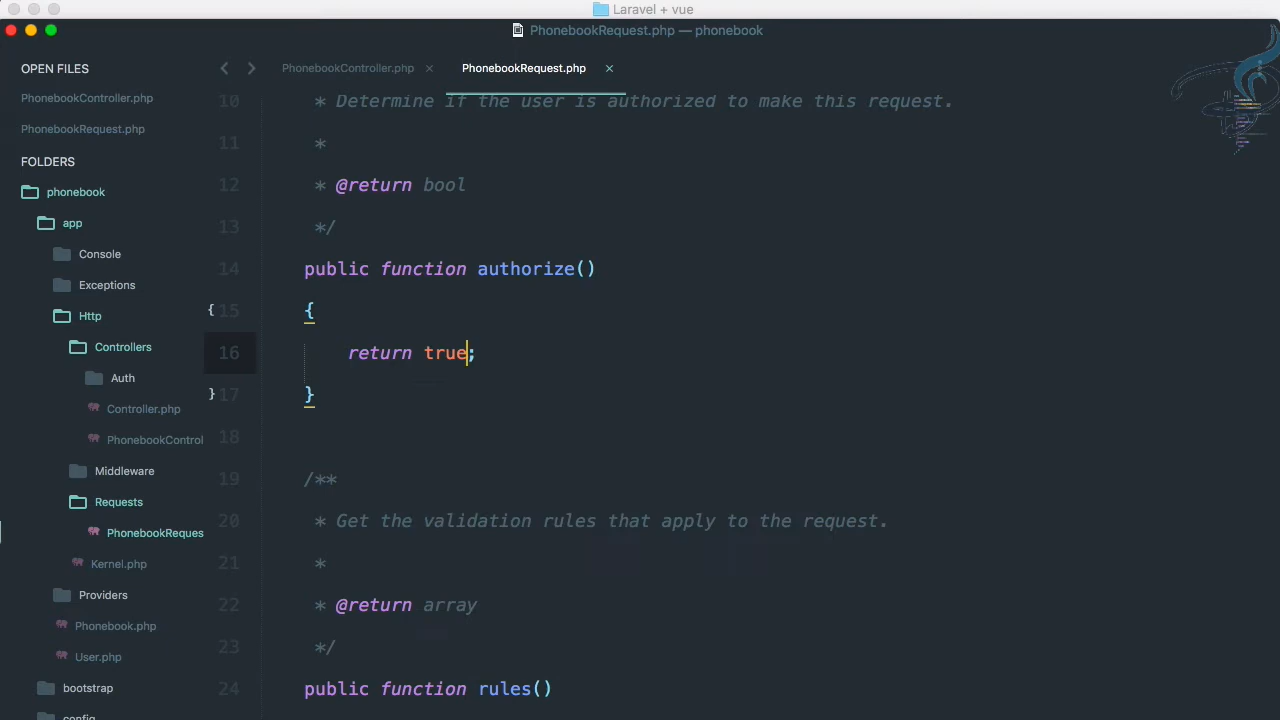 Laravel + vue
PhonebookRequest.php — phonebook
OPEN FILES
PhonebookController.php
PhonebookRequest.php
FOLDERS
phonebook
app
Console
Exceptions
Http
Controllers
Auth
Controller.php
PhonebookControl
Middleware
Requests
PhonebookReques
Kernel.php
Providers
Phonebook.php
User.php
bootstrap
config
PhonebookController.php ×
PhonebookRequest.php ×
10 * Determine if the user is authorized to make this request.
11 *
12 * @return bool
13 */
14 public function authorize()
{ 15 {
16 return true;
} 17 }
18
19 /**
20 * Get the validation rules that apply to the request.
21 *
22 * @return array
23 */
24 public function rules()